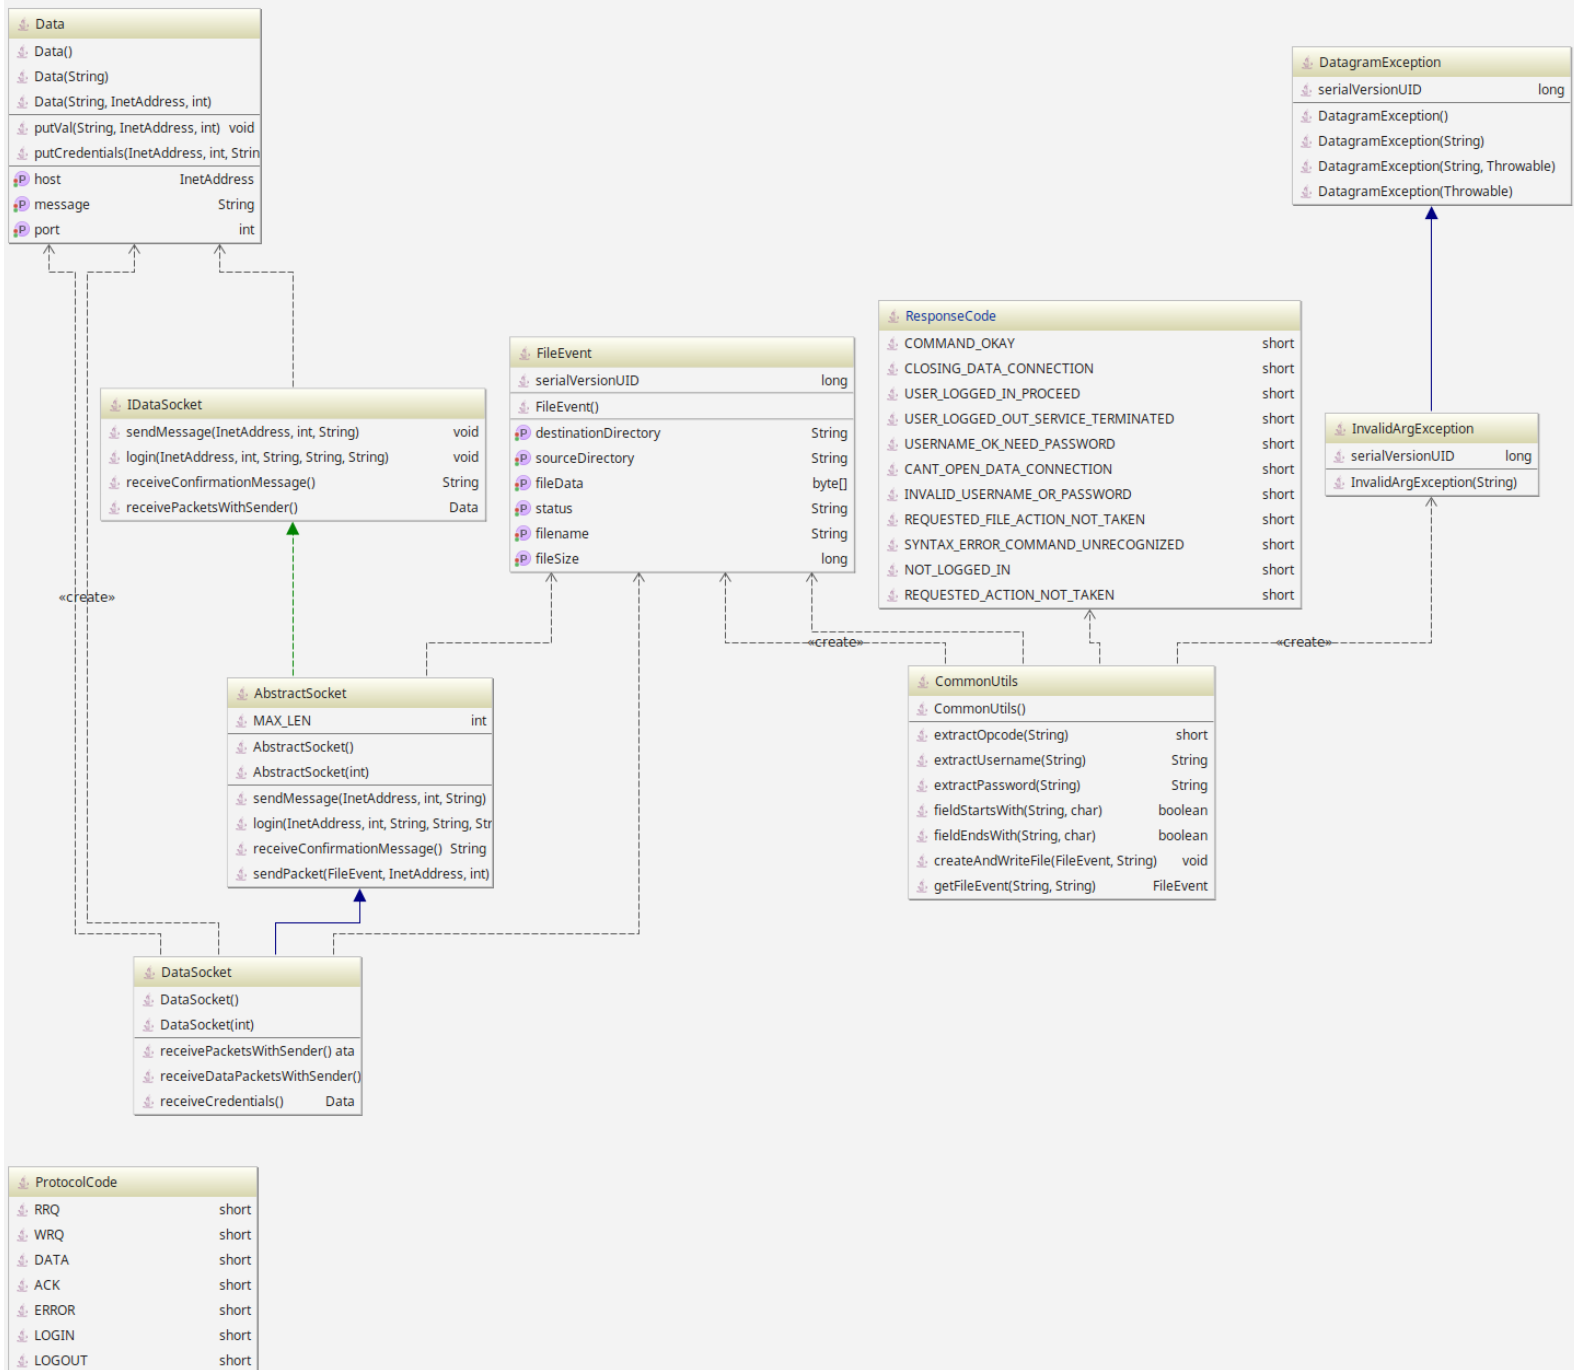 Data
Data()
Data(String)
Data(String, InetAddress, int)
putVal(String, InetAddress, int) void
putCredentials(InetAddress, int, Strin
host InetAddress
message String
port int
DatagramException
serialVersionUID long
DatagramException()
DatagramException(String)
DatagramException(String, Throwable)
DatagramException(Throwable)
ResponseCode
COMMAND_OKAY short
CLOSING_DATA_CONNECTION short
USER_LOGGED_IN_PROCEED short
USER_LOGGED_OUT_SERVICE_TERMINATED short
USERNAME_OK_NEED_PASSWORD short
CANT_OPEN_DATA_CONNECTION short
INVALID_USERNAME_OR_PASSWORD short
REQUESTED_FILE_ACTION_NOT_TAKEN short
SYNTAX_ERROR_COMMAND_UNRECOGNIZED short
NOT_LOGGED_IN short
REQUESTED_ACTION_NOT_TAKEN short
FileEvent
serialVersionUID long
FileEvent()
destinationDirectory String
sourceDirectory String
fileData byte[]
status String
filename String
fileSize long
IDataSocket
sendMessage(InetAddress, int, String) void
login(InetAddress, int, String, String, String) void
receiveConfirmationMessage() String
receivePacketsWithSender() Data
InvalidArgException
serialVersionUID long
InvalidArgException(String)
«create»
«create»
«create»
AbstractSocket
MAX_LEN int
AbstractSocket()
AbstractSocket(int)
sendMessage(InetAddress, int, String)
login(InetAddress, int, String, String, Str
receiveConfirmationMessage() String
sendPacket(FileEvent, InetAddress, int)
CommonUtils
CommonUtils()
extractOpcode(String) short
extractUsername(String) String
extractPassword(String) String
fieldStartsWith(String, char) boolean
fieldEndsWith(String, char) boolean
createAndWriteFile(FileEvent, String) void
getFileEvent(String, String) FileEvent
DataSocket
DataSocket()
DataSocket(int)
receivePacketsWithSender() ata
receiveDataPacketsWithSender()
receiveCredentials() Data
ProtocolCode
RRQ short
WRQ short
DATA short
ACK short
ERROR short
LOGIN short
LOGOUT short